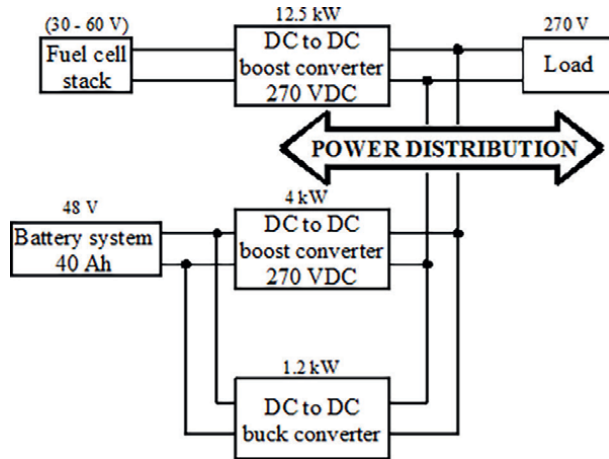 (30 - 60 V)
Fuel cell
stack
12.5 kW
DC to DC
boost converter
270 VDC
270 V
Load
POWER DISTRIBUTION
48 V
Battery system
40 Ah
4 kW
DC to DC
boost converter
270 VDC
1.2 kW
DC to DC
buck converter